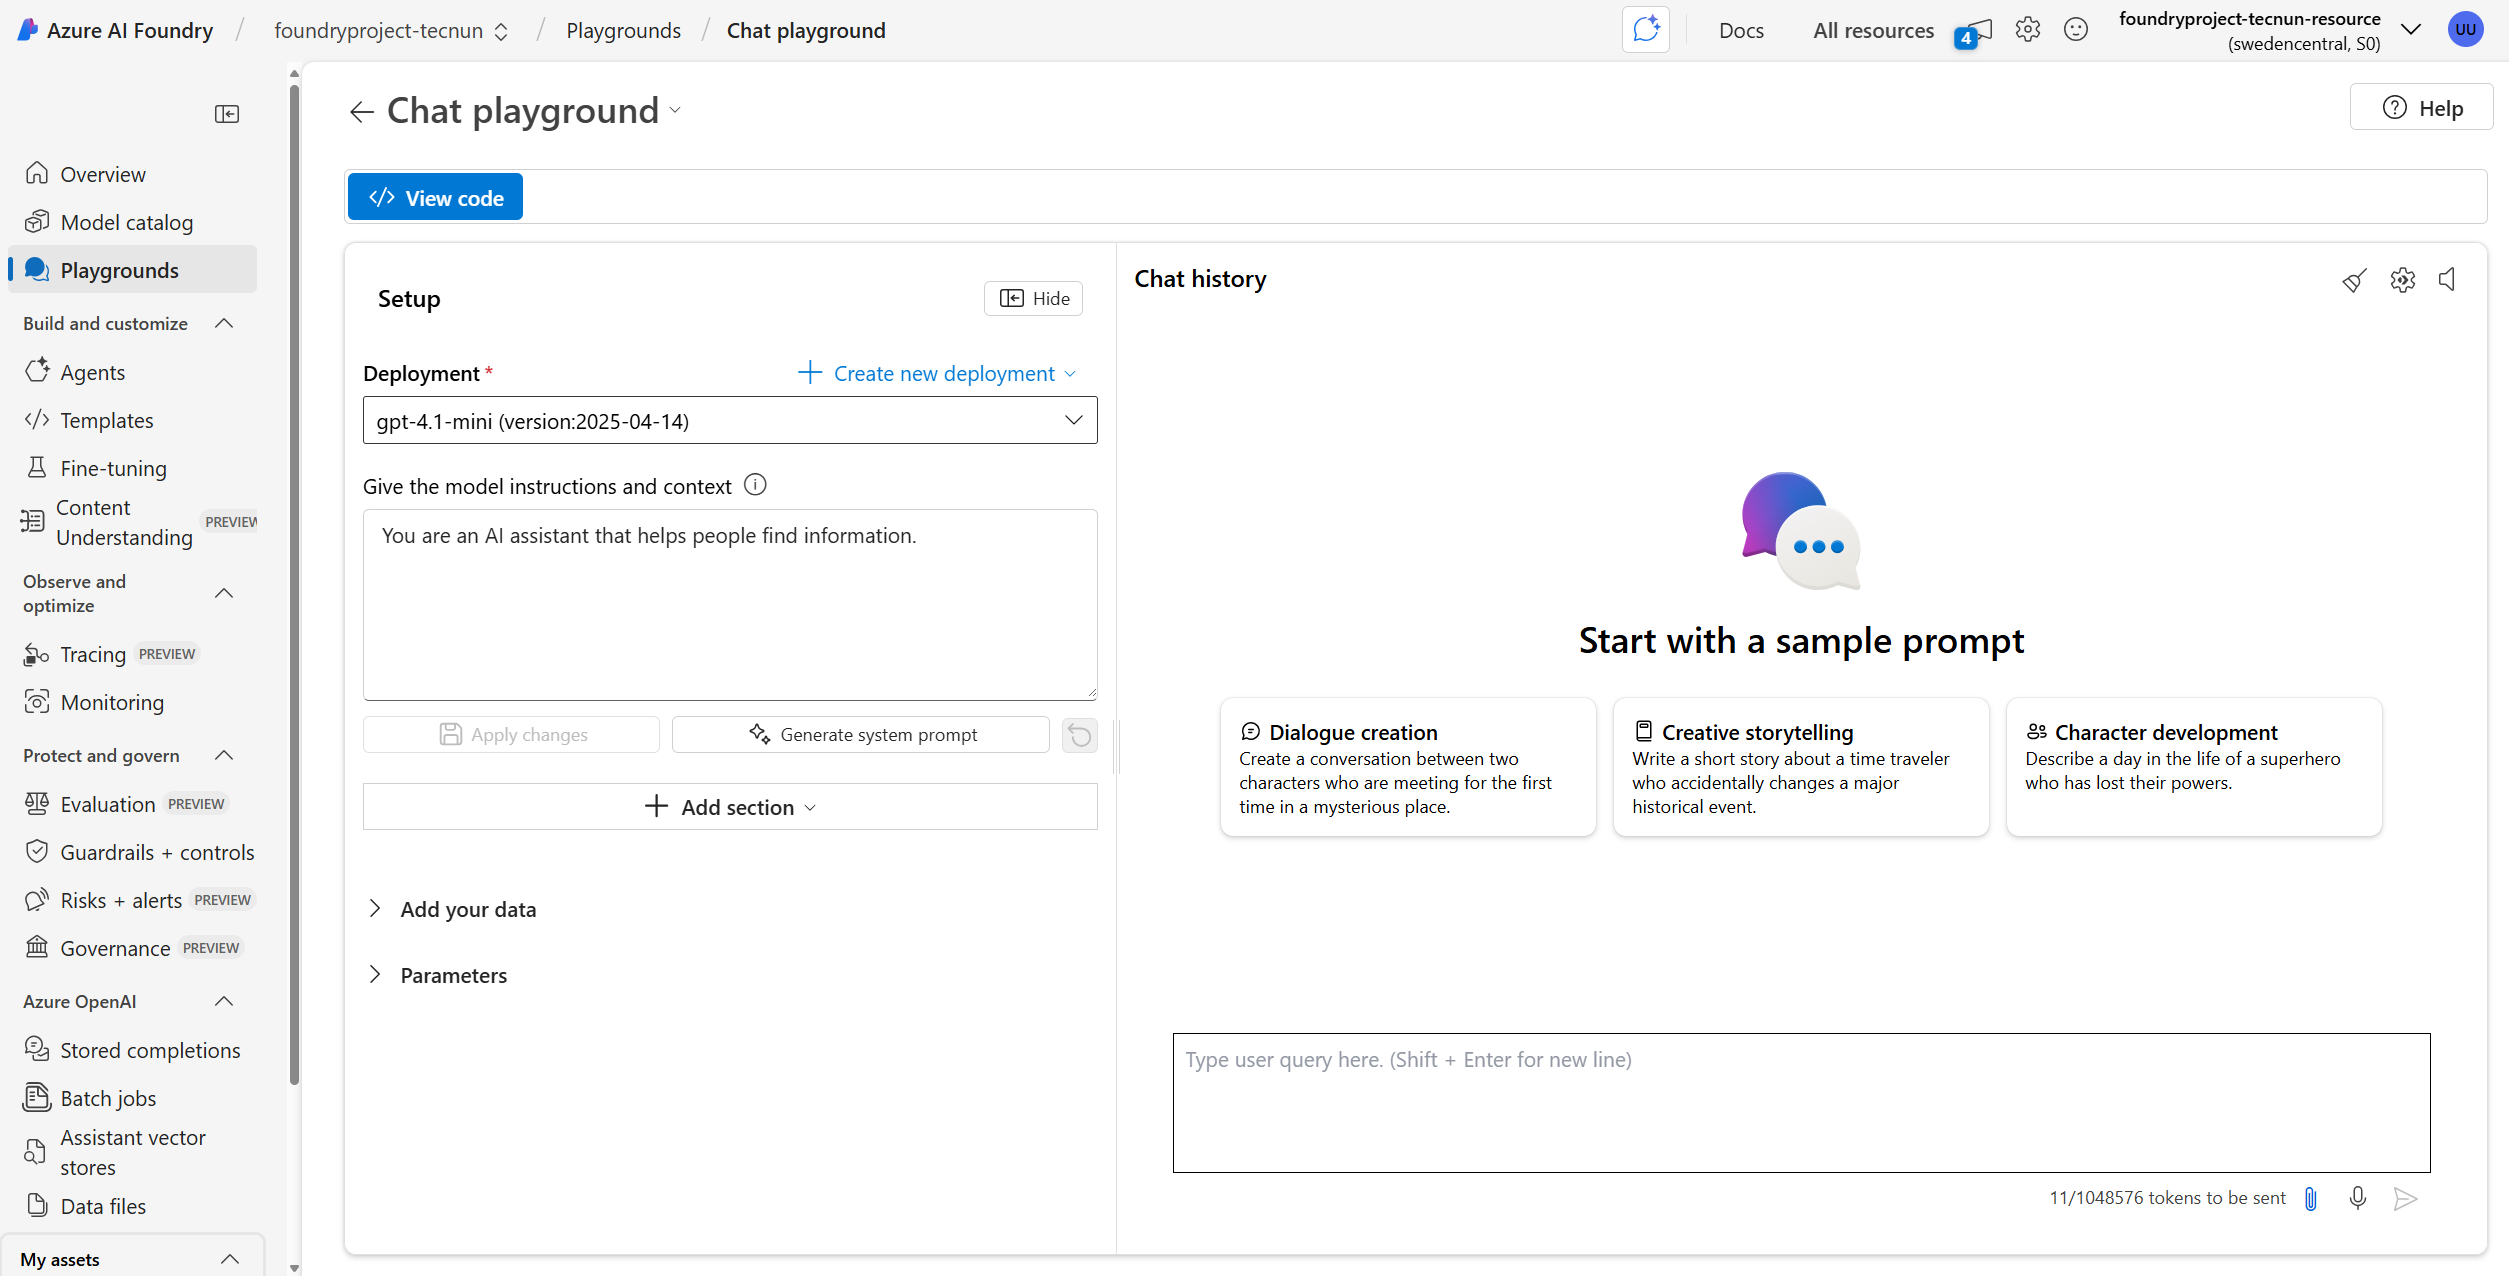 Azure AI Foundry / foundryproject-tecnun / Playgrounds / Chat playground
Docs
All resources
4
foundryproject-tecnun-resource
(swedencentral, S0)
UU
Overview
Model catalog
Playgrounds
Build and customize
Agents
Templates
Fine-tuning
Content
Understanding
PREVIEW
Observe and
optimize
Tracing PREVIEW
Monitoring
Protect and govern
Evaluation PREVIEW
Guardrails + controls
Risks + alerts PREVIEW
Governance PREVIEW
Azure OpenAI
Stored completions
Batch jobs
Assistant vector
stores
Data files
My assets
Chat playground
Help
View code
Setup
Hide
Deployment *
Create new deployment
gpt-4.1-mini (version:2025-04-14)
Give the model instructions and context
You are an AI assistant that helps people find information.
Apply changes
Generate system prompt
Add section
Add your data
Parameters
Chat history
Start with a sample prompt
Dialogue creation
Create a conversation between two
characters who are meeting for the first
time in a mysterious place.
Creative storytelling
Write a short story about a time traveler
who accidentally changes a major
historical event.
Character development
Describe a day in the life of a superhero
who has lost their powers.
Type user query here. (Shift + Enter for new line)
11/1048576 tokens to be sent